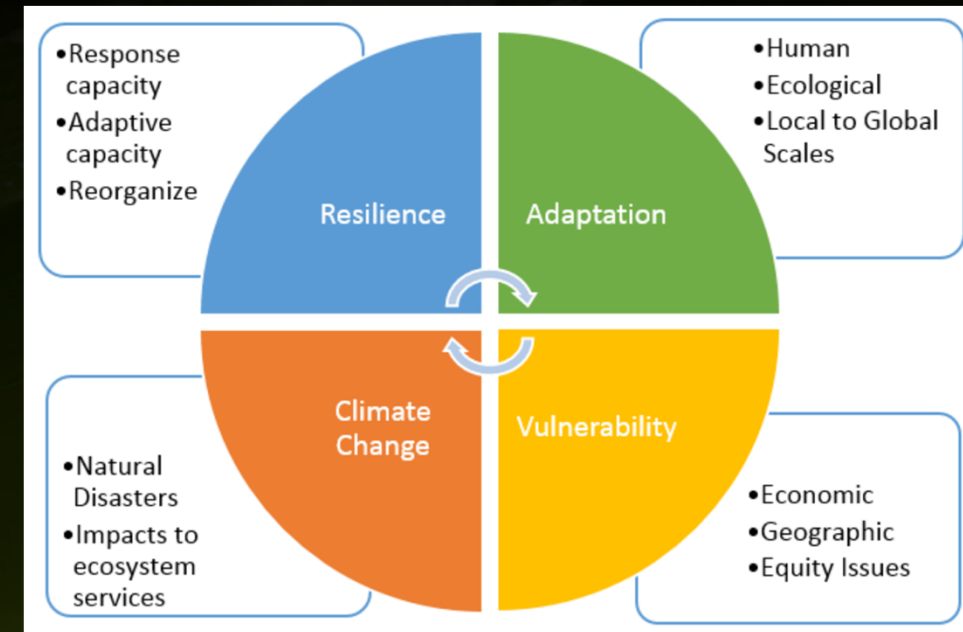 •Response
capacity
•Adaptive
capacity
•Reorganize
Resilience
Adaptation
•Human
•Ecological
•Local to Global
Scales
Climate
Change
Vulnerability
•Natural
Disasters
•Impacts to
ecosystem
services
•Economic
•Geographic
•Equity Issues